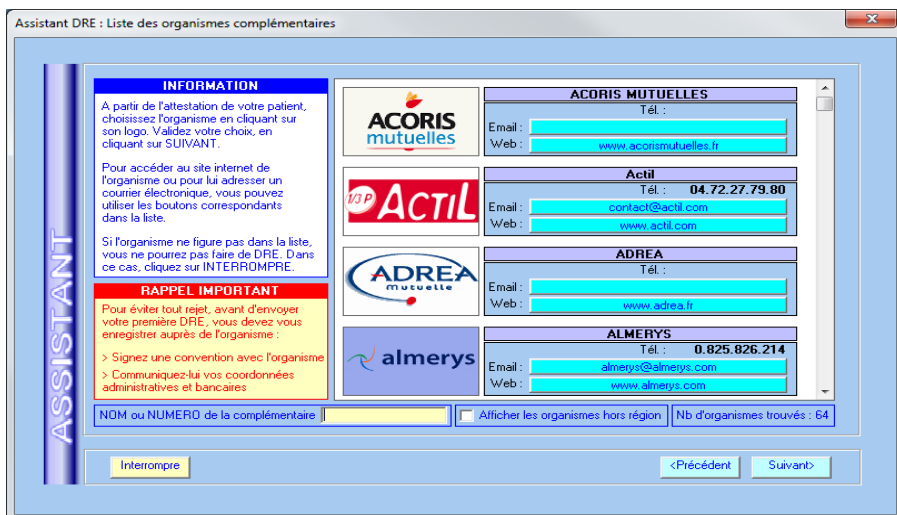 Assistant DRE : Liste des organismes complémentaires
ASSISTANT
INFORMATION
A partir de l'attestation de votre patient,
choisissez l'organisme en cliquant sur
son logo. Validez votre choix, en
cliquant sur SUIVANT.
Pour accéder au site internet de
l'organisme ou pour lui adresser un
courrier électronique, vous pouvez
utiliser les boutons correspondants
dans la liste.
Si l'organisme ne figure pas dans la liste,
vous ne pourrez pas faire de DRE. Dans
ce cas, cliquez sur INTERROMPRE.
RAPPEL IMPORTANT
Pour éviter tout rejet, avant d'envoyer
votre première DRE, vous devez vous
enregistrer auprès de l'organisme :
> Signez une convention avec l'organisme
> Communiquez-lui vos coordonnées
administratives et bancaires
ACORIS
mutuelles
ACORIS MUTUELLES
Tél. :
Email :
Web : www.acorismutuelles.fr
1/3 P ACTIL
Actil
Tél. : 04.72.27.79.80
Email : contact@actil.com
Web : www.actil.com
ADREA
mutuelle
ADREA
Tél. :
Email :
Web : www.adrea.fr
almerys
ALMERYS
Tél. : 0.825.826.214
Email : almerys@almerys.com
Web : www.almerys.com
NOM ou NUMERO de la complémentaire
Afficher les organismes hors région
Nb d'organismes trouvés : 64
Interrompre
<Précédent
Suivant>